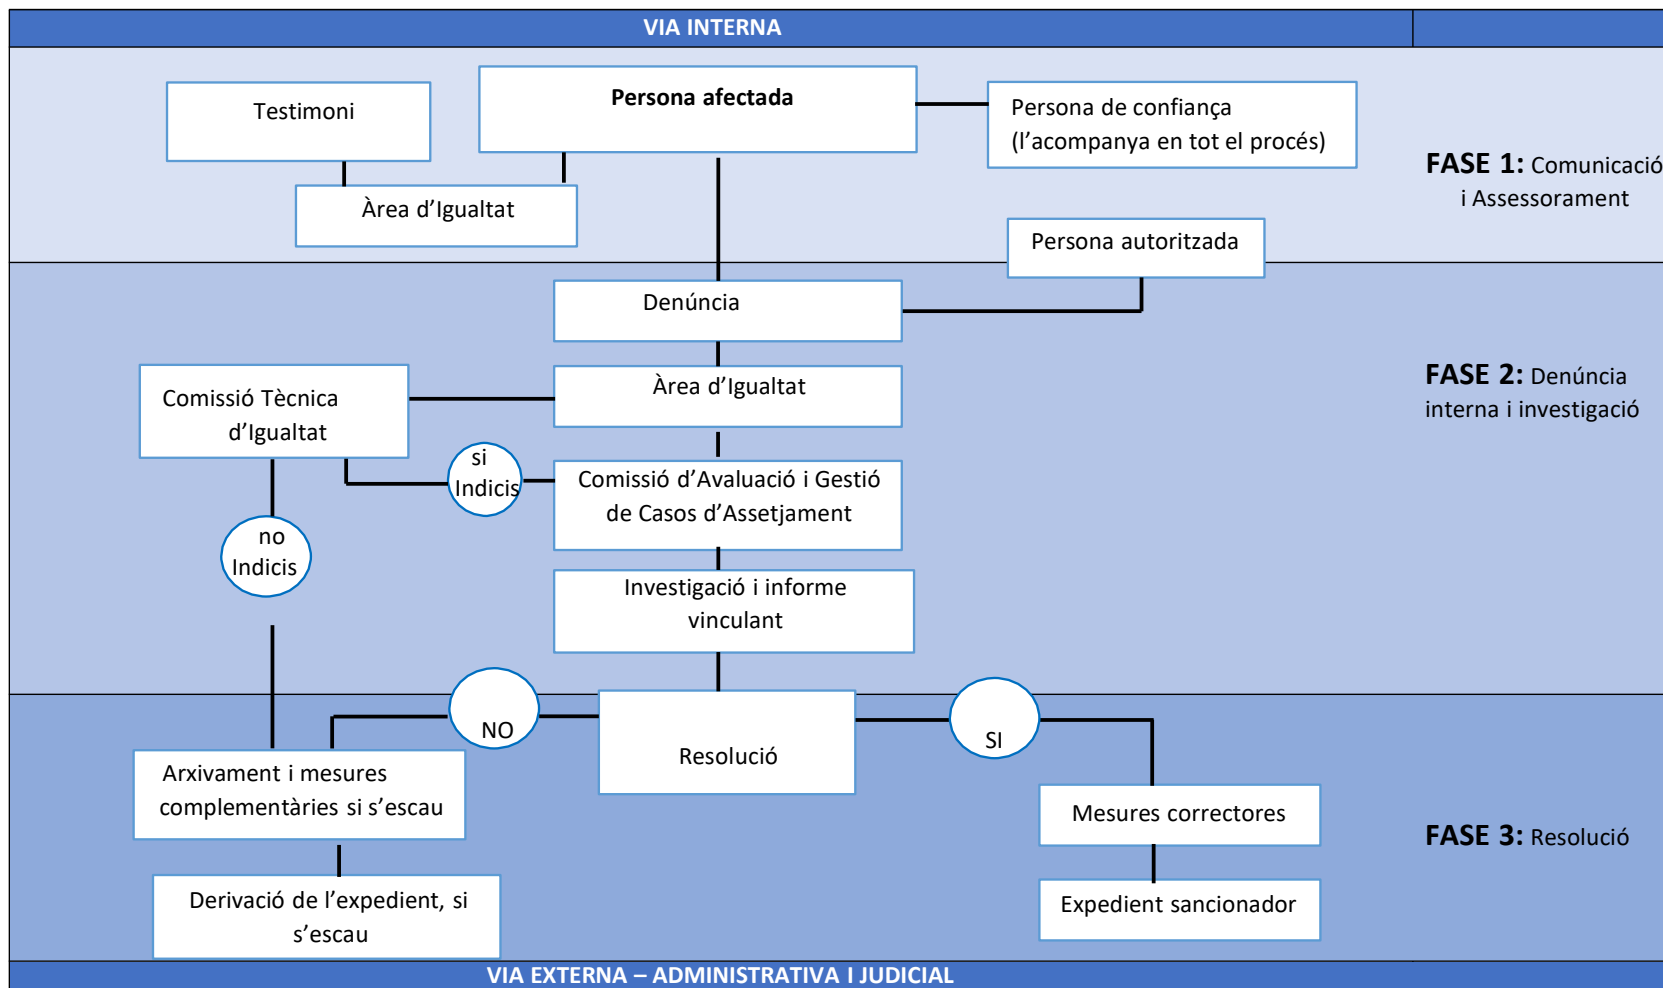 VIA INTERNA
Testimoni
Persona afectada
Persona de confiança
(l’acompanya en tot el procés)
Àrea d’Igualtat
FASE 1: Comunicació
i Assessorament
Persona autoritzada
Denúncia
Àrea d’Igualtat
Comissió Tècnica
d’Igualtat
FASE 2: Denúncia
interna i investigació
si
Indicis
Comissió d’Avaluació i Gestió
de Casos d’Assetjament
no
Indicis
Investigació i informe
vinculant
NO
Resolució
SI
Arxivament i mesures
complementàries si s’escau
Mesures correctores
FASE 3: Resolució
Derivació de l’expedient, si
s’escau
Expedient sancionador
VIA EXTERNA – ADMINISTRATIVA I JUDICIAL